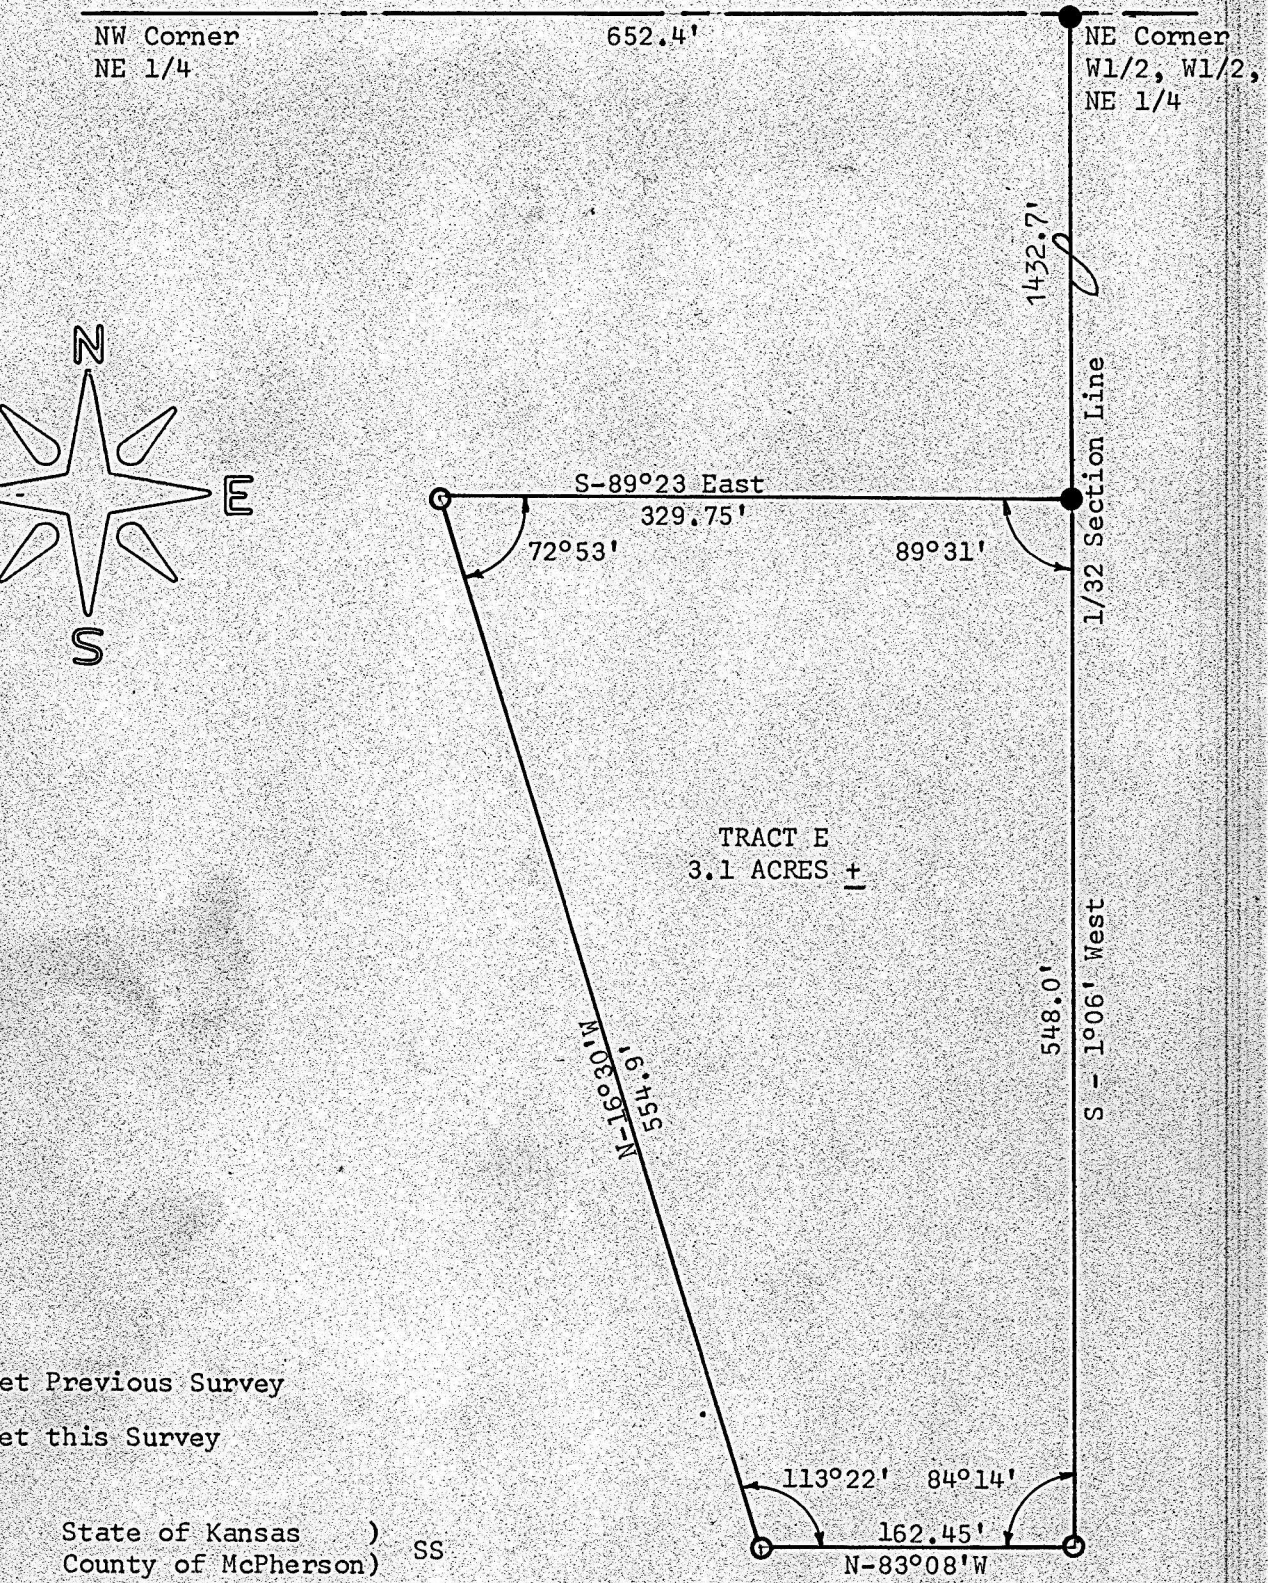 NW Corner
NE 1/4
652.4'
NE Corner
W1/2, W1/2,
NE 1/4
1432.7'
1/32 Section Line
N
E
S
S-89°23 East
329.75'
72°53'
89°31'
TRACT E
3.1 ACRES ±
548.0'
S - 1°06' West
N-16°30'W
554.9'
et Previous Survey
et this Survey
113°22'
84°14'
162.45'
N-83°08'W
State of Kansas )
County of McPherson)
SS